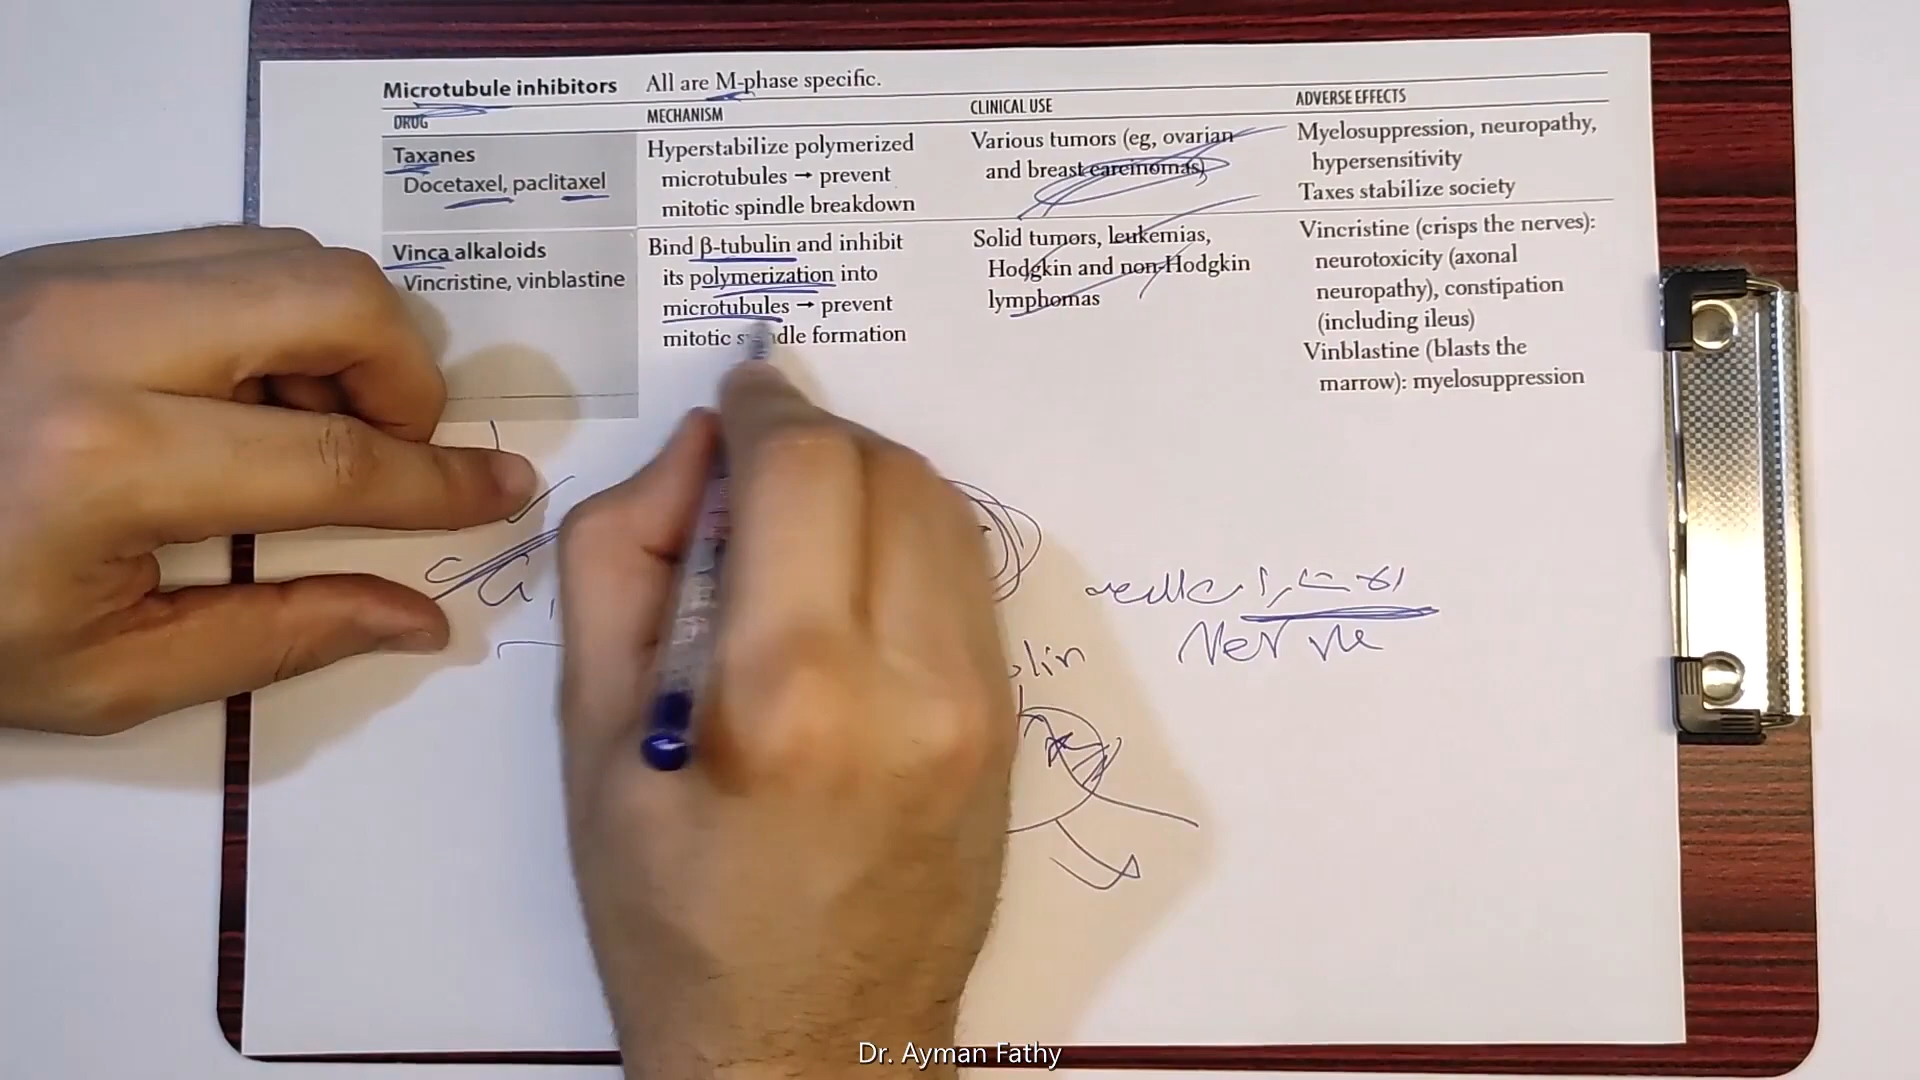 Microtubule inhibitors All are M-phase specific.
DRUG MECHANISM CLINICAL USE ADVERSE EFFECTS
Taxanes
Docetaxel, paclitaxel
Hyperstabilize polymerized
microtubules → prevent
mitotic spindle breakdown
Various tumors (eg, ovarian
and breast carcinomas)
Myelosuppression, neuropathy,
hypersensitivity
Taxes stabilize society
Vinca alkaloids
Vincristine, vinblastine
Bind β-tubulin and inhibit
its polymerization into
microtubules → prevent
mitotic spindle formation
Solid tumors, leukemias,
Hodgkin and non-Hodgkin
lymphomas
Vincristine (crisps the nerves):
neurotoxicity (axonal
neuropathy), constipation
(including ileus)
Vinblastine (blasts the
marrow): myelosuppression
G1
Nerve
Dr. Ayman Fathy